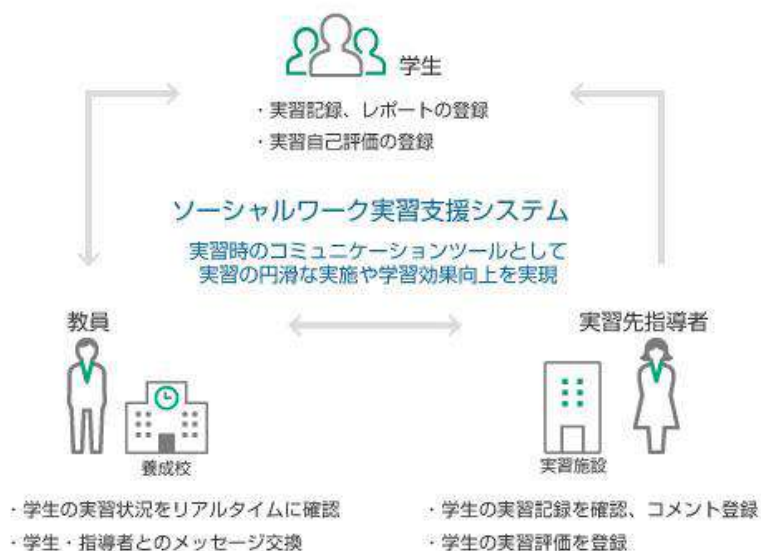 学生
・実習記録、レポートの登録
・実習自己評価の登録
ソーシャルワーク実習支援システム
実習時のコミュニケーションツールとして
実習の円滑な実施や学習効果向上を実現
教員
養成校
・学生の実習状況をリアルタイムに確認
・学生・指導者とのメッセージ交換
実習先指導者
実習施設
・学生の実習記録を確認、コメント登録
・学生の実習評価を登録